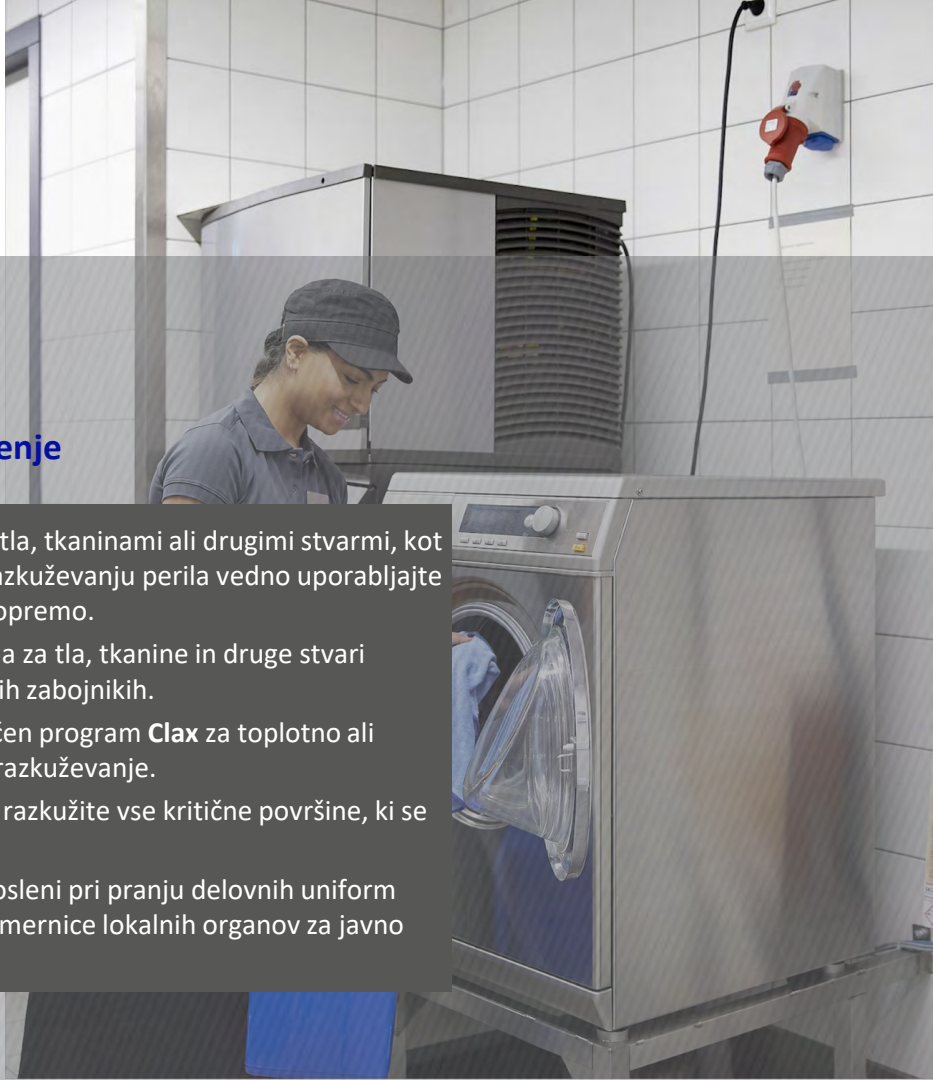 enje
tla, tkaninami ali drugimi stvarmi, kot
azkuževanju perila vedno uporabljajte
opremo.
a za tla, tkanine in druge stvari
ih zabojnikih.
čen program Clax za toplotno ali
razkuževanje.
razkužite vse kritične površine, ki se
osleni pri pranju delovnih uniform
mernice lokalnih organov za javno